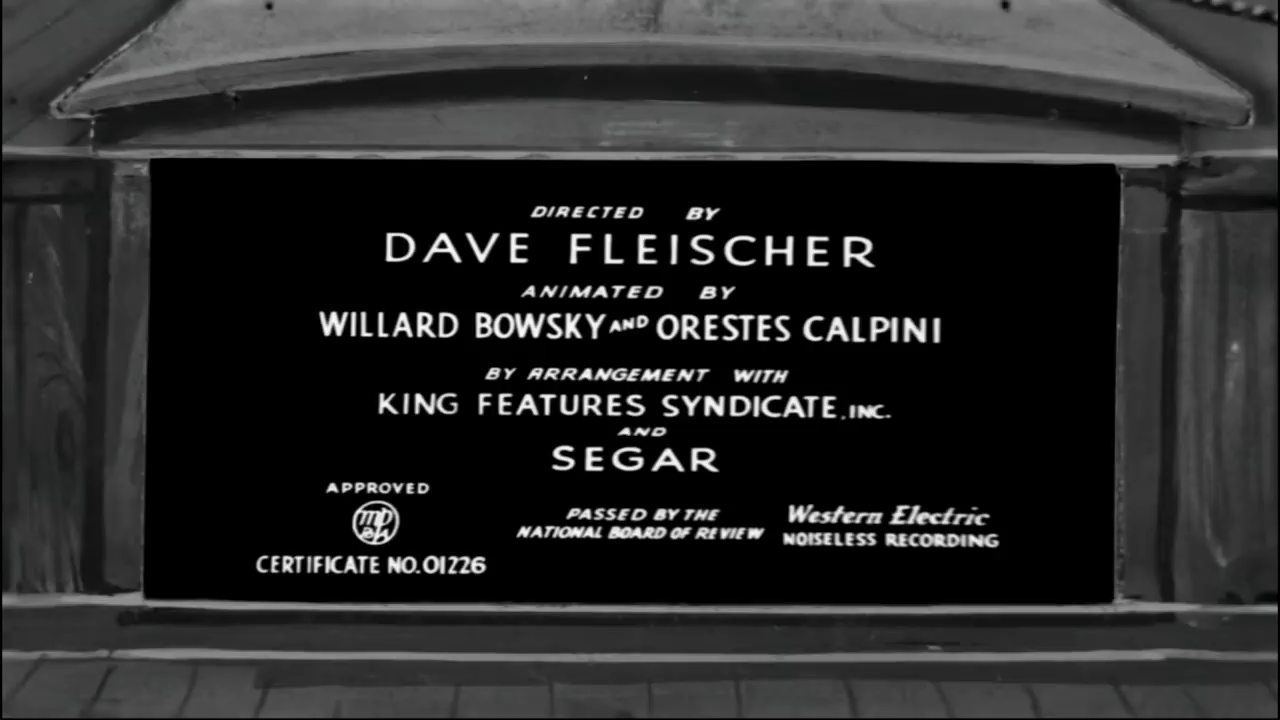 DIRECTED BY
DAVE FLEISCHER
ANIMATED BY
WILLARD BOWSKY AND ORESTES CALPINI
BY ARRANGEMENT WITH
KING FEATURES SYNDICATE, INC.
AND
SEGAR
APPROVED
CERTIFICATE NO. 01226
PASSED BY THE
NATIONAL BOARD OF REVIEW
Western Electric
NOISELESS RECORDING